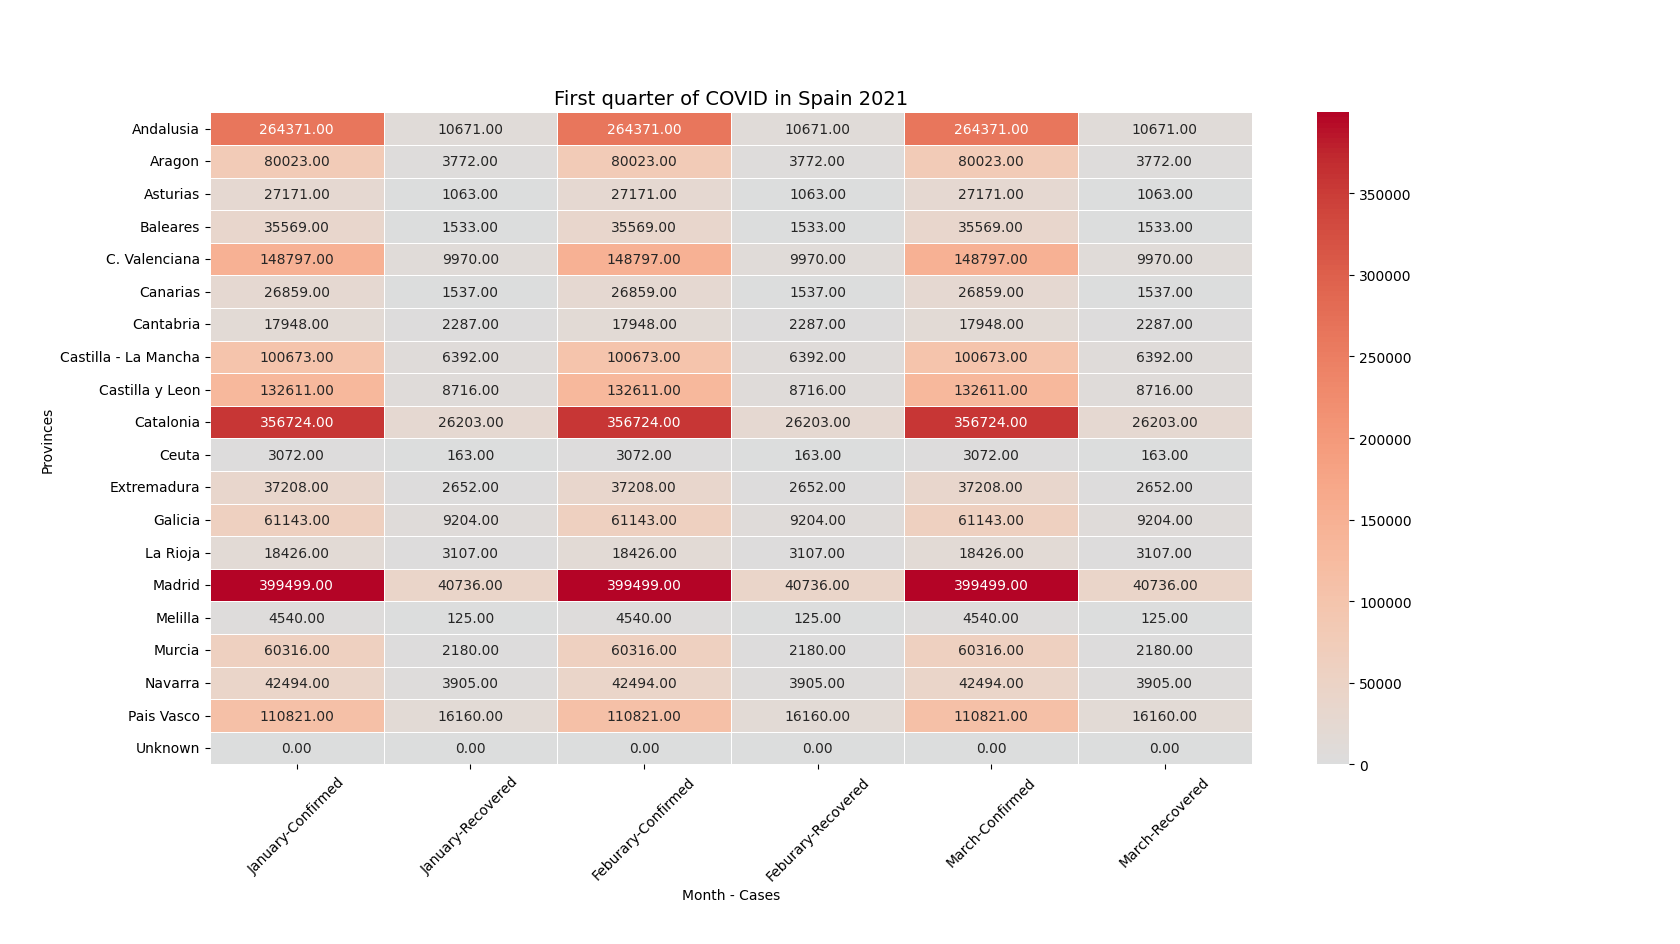 First quarter of COVID in Spain 2021
Provinces
Andalusia 264371.00 10671.00 264371.00 10671.00 264371.00 10671.00
Aragon 80023.00 3772.00 80023.00 3772.00 80023.00 3772.00
Asturias 27171.00 1063.00 27171.00 1063.00 27171.00 1063.00
Baleares 35569.00 1533.00 35569.00 1533.00 35569.00 1533.00
C. Valenciana 148797.00 9970.00 148797.00 9970.00 148797.00 9970.00
Canarias 26859.00 1537.00 26859.00 1537.00 26859.00 1537.00
Cantabria 17948.00 2287.00 17948.00 2287.00 17948.00 2287.00
Castilla - La Mancha 100673.00 6392.00 100673.00 6392.00 100673.00 6392.00
Castilla y Leon 132611.00 8716.00 132611.00 8716.00 132611.00 8716.00
Catalonia 356724.00 26203.00 356724.00 26203.00 356724.00 26203.00
Ceuta 3072.00 163.00 3072.00 163.00 3072.00 163.00
Extremadura 37208.00 2652.00 37208.00 2652.00 37208.00 2652.00
Galicia 61143.00 9204.00 61143.00 9204.00 61143.00 9204.00
La Rioja 18426.00 3107.00 18426.00 3107.00 18426.00 3107.00
Madrid 399499.00 40736.00 399499.00 40736.00 399499.00 40736.00
Melilla 4540.00 125.00 4540.00 125.00 4540.00 125.00
Murcia 60316.00 2180.00 60316.00 2180.00 60316.00 2180.00
Navarra 42494.00 3905.00 42494.00 3905.00 42494.00 3905.00
Pais Vasco 110821.00 16160.00 110821.00 16160.00 110821.00 16160.00
Unknown 0.00 0.00 0.00 0.00 0.00 0.00
January-Confirmed January-Recovered Feburary-Confirmed Feburary-Recovered March-Confirmed March-Recovered
Month - Cases
350000
300000
250000
200000
150000
100000
50000
0